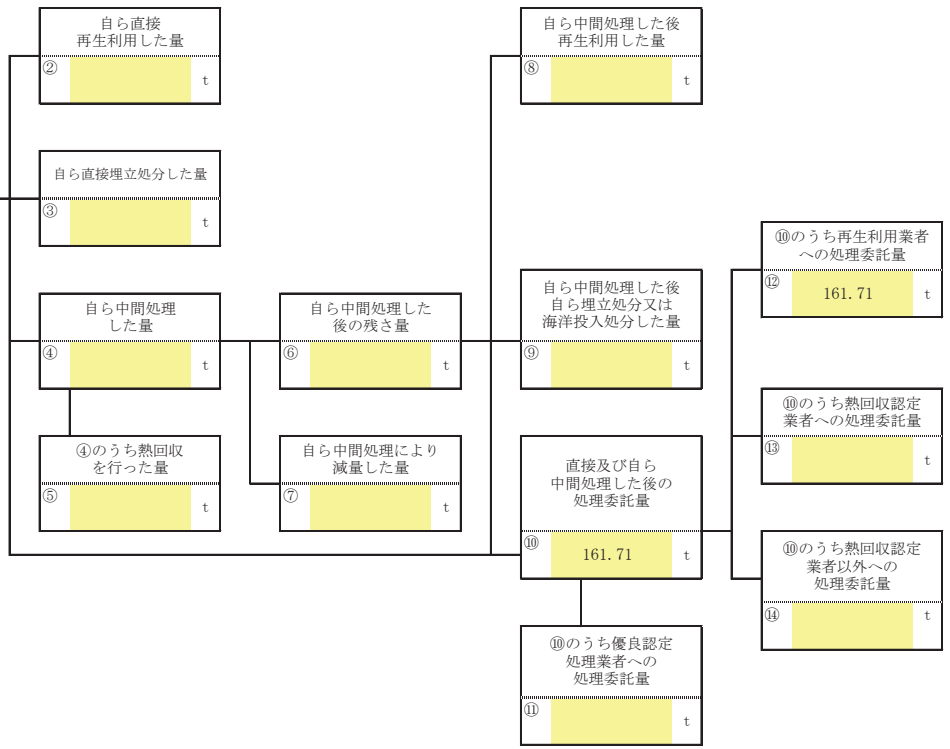 自ら直接
再生利用した量
②
t
自ら直接埋立処分した量
③
t
自ら中間処理
した量
④
t
④のうち熱回収
を行った量
⑤
t
自ら中間処理した
後の残さ量
⑥
t
自ら中間処理により
減量した量
⑦
t
自ら中間処理した後
再生利用した量
⑧
t
自ら中間処理した後
自ら埋立処分又は
海洋投入処分した量
⑨
t
直接及び自ら
中間処理した後の
処理委託量
⑩ 161.71 t
⑩のうち優良認定
処理業者への
処理委託量
⑪
t
⑩のうち再生利用業者
への処理委託量
⑫ 161.71 t
⑩のうち熱回収認定
業者への処理委託量
⑬
t
⑩のうち熱回収認定
業者以外への
処理委託量
⑭
t